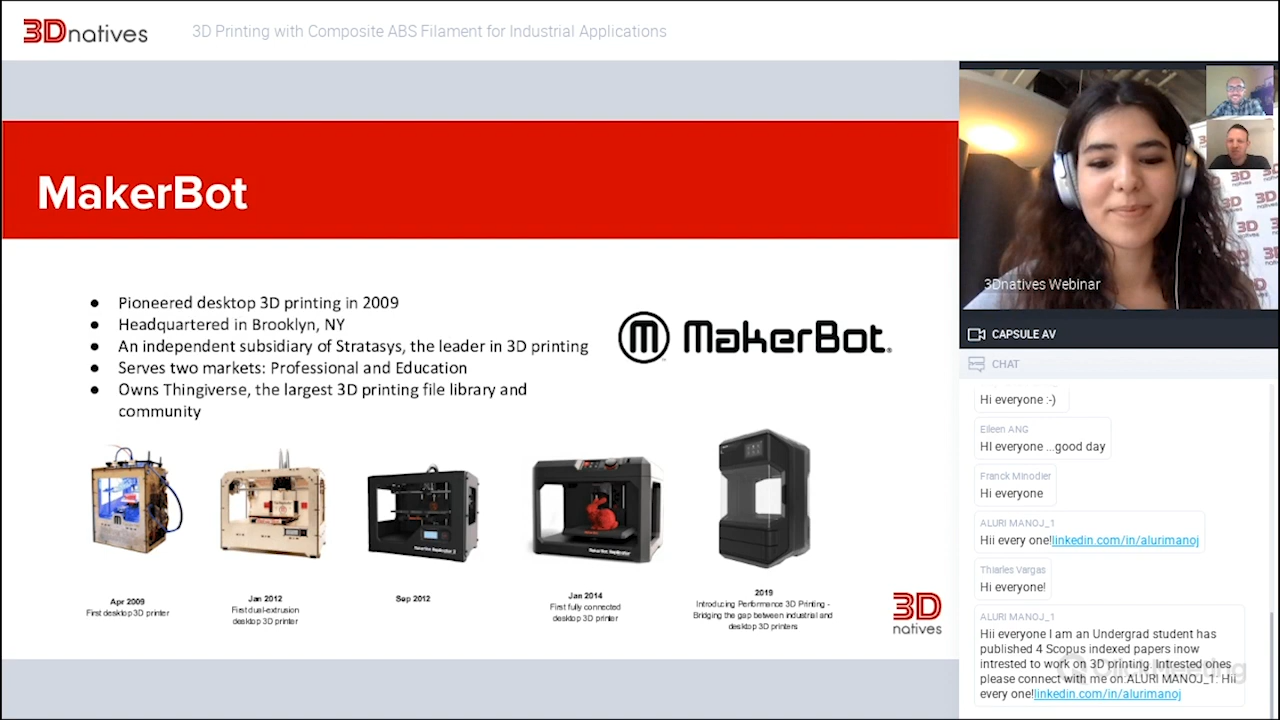 3Dnatives
3D Printing with Composite ABS Filament for Industrial Applications
MakerBot
● Pioneered desktop 3D printing in 2009
● Headquartered in Brooklyn, NY
● An independent subsidiary of Stratasys, the leader in 3D printing
● Serves two markets: Professional and Education
● Owns Thingiverse, the largest 3D printing file library and
community
MakerBot.
Apr 2009
First desktop 3D printer
Jan 2012
First dual-extrusion
desktop 3D printer
Sep 2012
Jan 2014
First fully connected
desktop 3D printer
2019
Introducing Performance 3D Printing -
Bridging the gap between industrial and
desktop 3D printers
3D
natives
3Dnatives Webinar
CAPSULE AV
CHAT
Hi everyone :-)
Eileen ANG
HI everyone ...good day
Franck Minodier
Hi everyone
ALURI MANOJ_1
Hii every one!linkedin.com/in/alurimanoj
Thiarles Vargas
Hi everyone!
ALURI MANOJ_1
Hii everyone I am an Undergrad student has
published 4 Scopus indexed papers inow
intrested to work on 3D printing. Intrested ones
please connect with me on ALURI MANOJ_1: Hii
every one!linkedin.com/in/alurimanoj